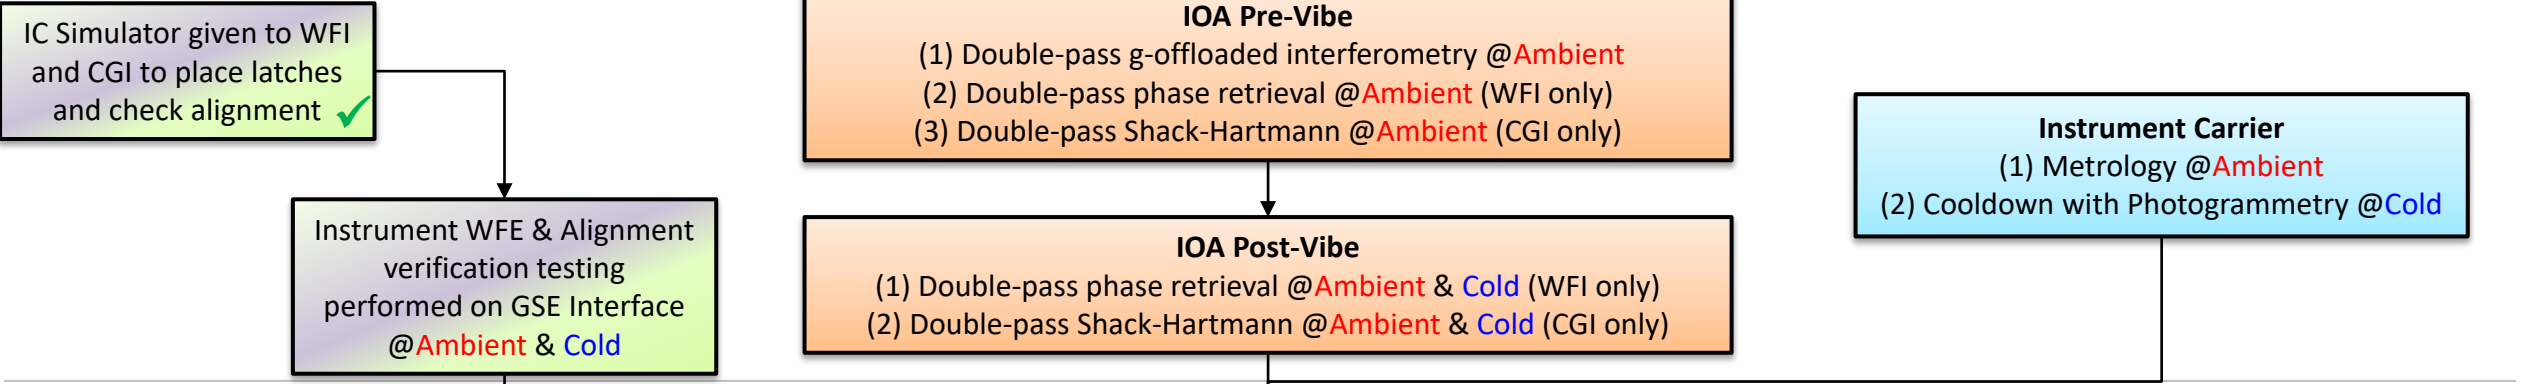 IC Simulator given to WFI
and CGI to place latches
and check alignment
Instrument WFE & Alignment
verification testing
performed on GSE Interface
@Ambient & Cold
IOA Pre-Vibe
(1) Double-pass g-offloaded interferometry @Ambient
(2) Double-pass phase retrieval @Ambient (WFI only)
(3) Double-pass Shack-Hartmann @Ambient (CGI only)
IOA Post-Vibe
(1) Double-pass phase retrieval @Ambient & Cold (WFI only)
(2) Double-pass Shack-Hartmann @Ambient & Cold (CGI only)
Instrument Carrier
(1) Metrology @Ambient
(2) Cooldown with Photogrammetry @Cold